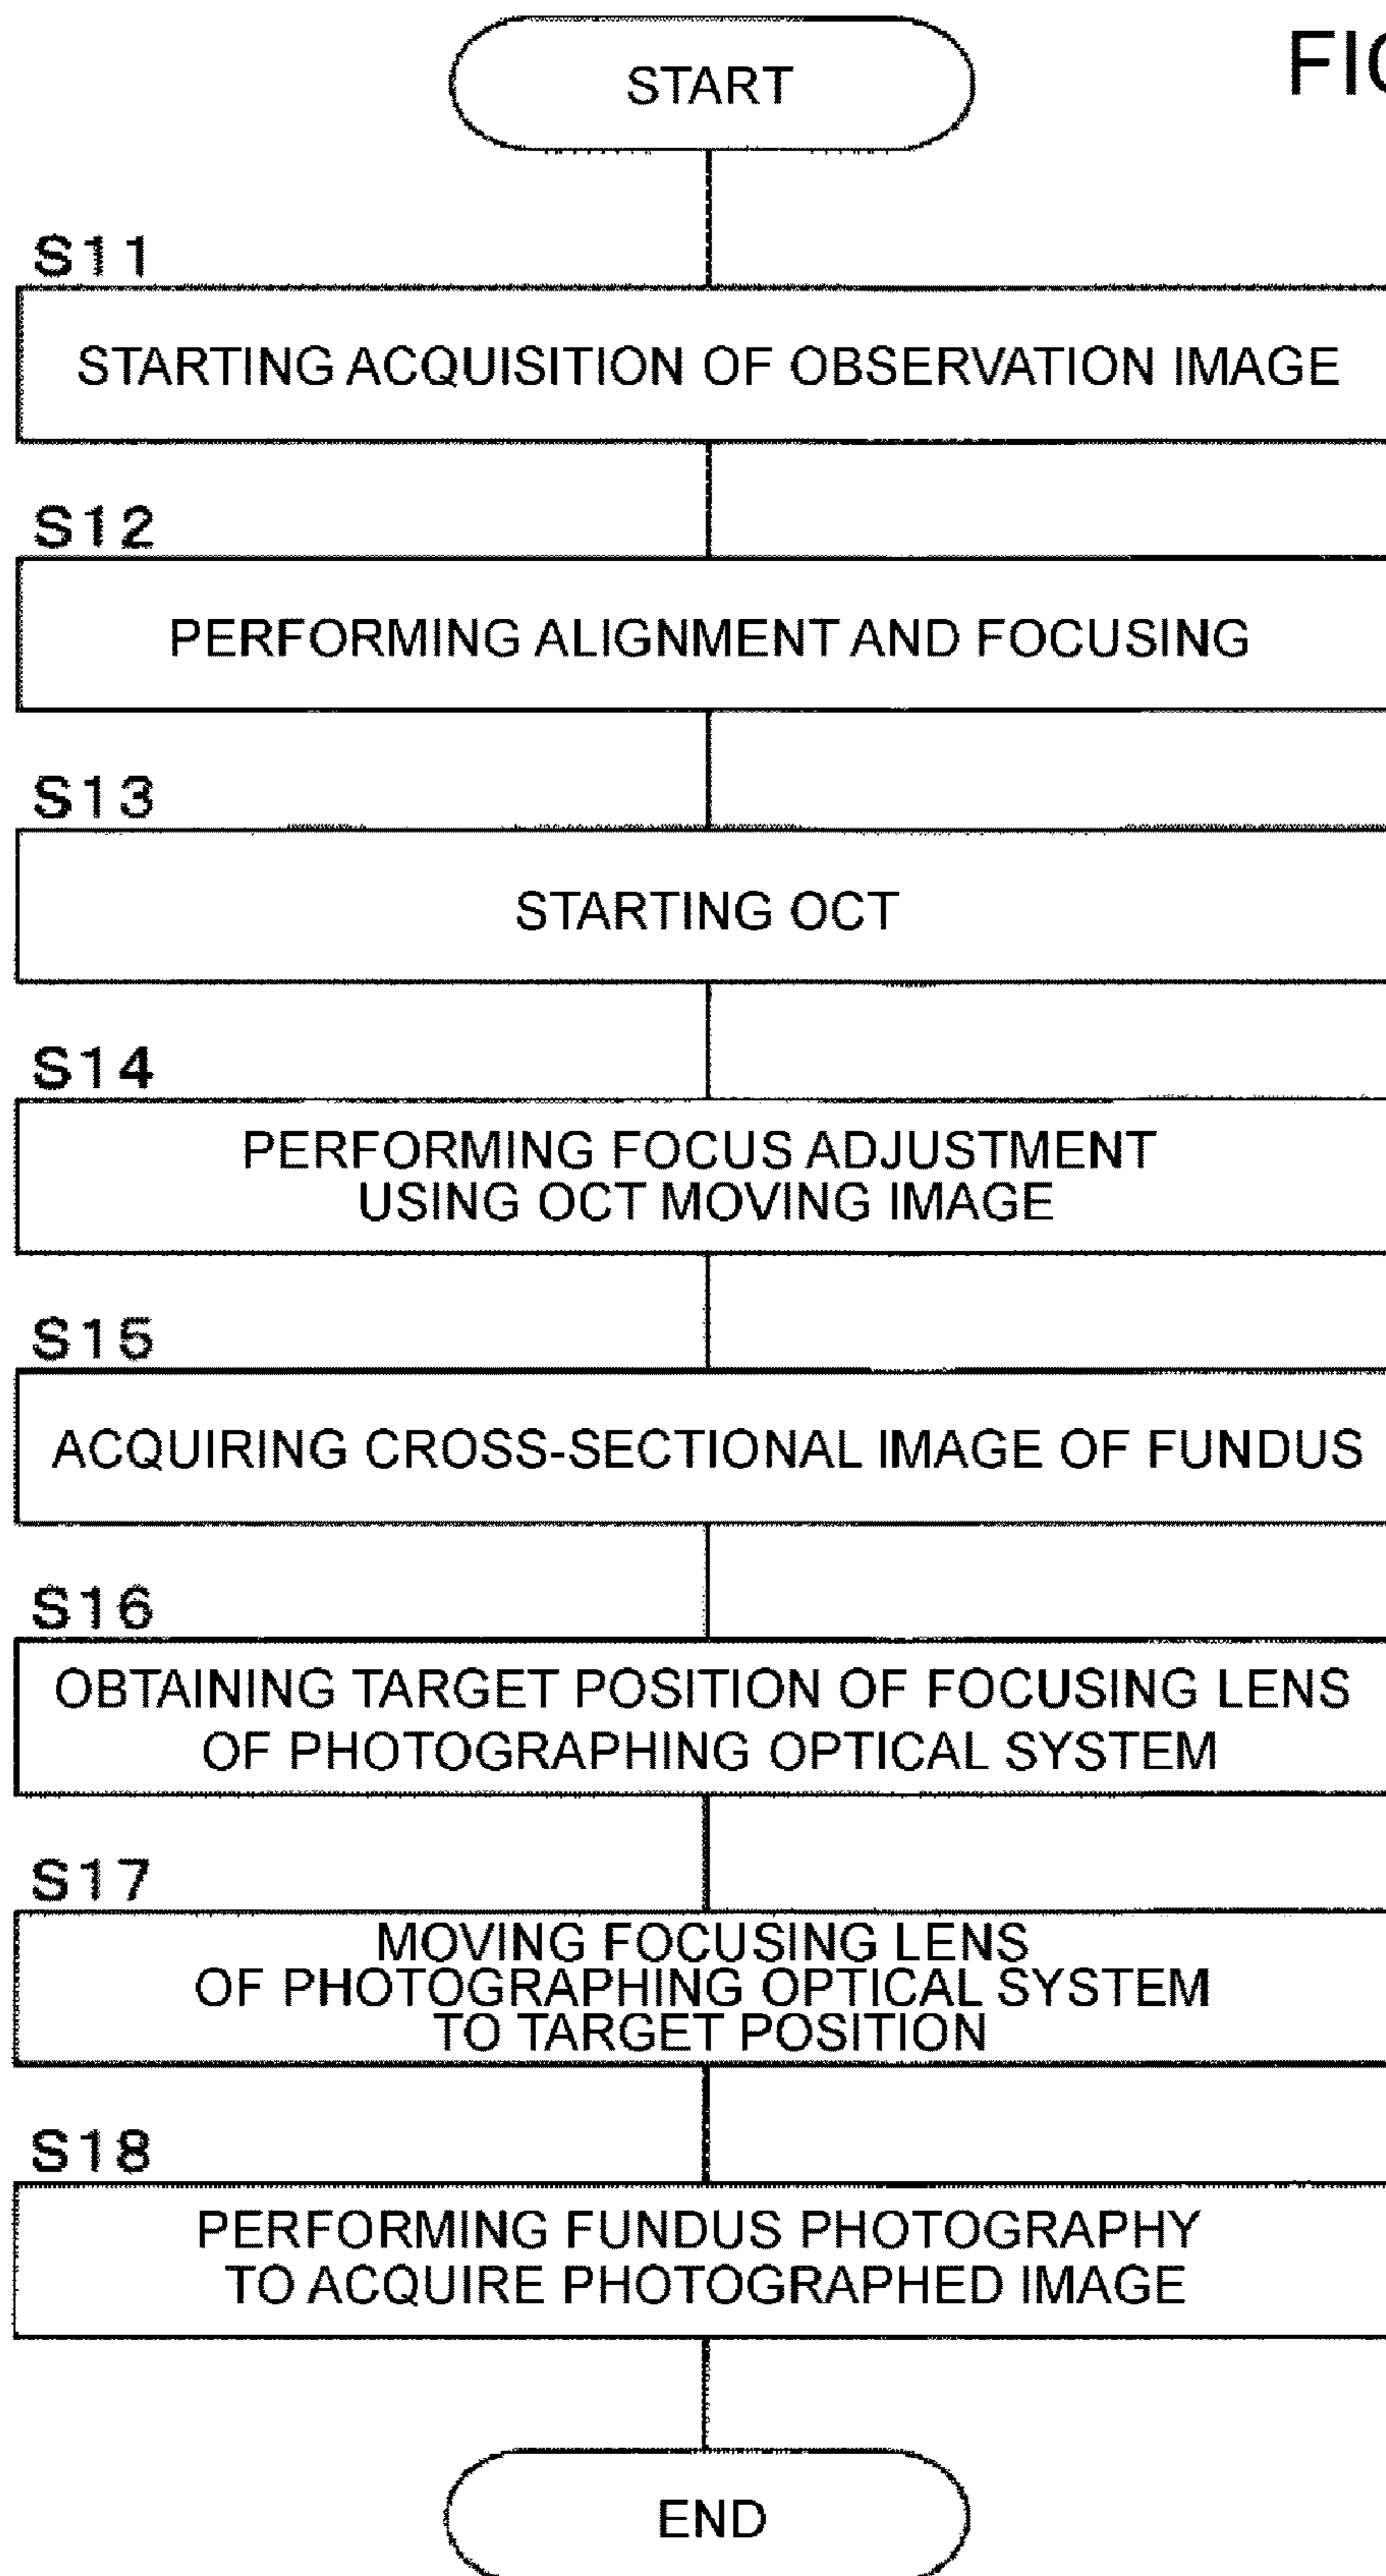 FIG
START
S11
STARTING ACQUISITION OF OBSERVATION IMAGE
S12
PERFORMING ALIGNMENT AND FOCUSING
S13
STARTING OCT
S14
PERFORMING FOCUS ADJUSTMENT
USING OCT MOVING IMAGE
S15
ACQUIRING CROSS-SECTIONAL IMAGE OF FUNDUS
S16
OBTAINING TARGET POSITION OF FOCUSING LENS
OF PHOTOGRAPHING OPTICAL SYSTEM
S17
MOVING FOCUSING LENS
OF PHOTOGRAPHING OPTICAL SYSTEM
TO TARGET POSITION
S18
PERFORMING FUNDUS PHOTOGRAPHY
TO ACQUIRE PHOTOGRAPHED IMAGE
END